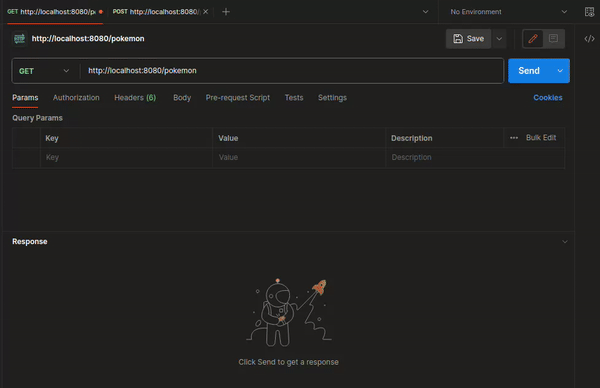 GET http://localhost:8080/po
POST http://localhost:8080/
No Environment
http://localhost:8080/pokemon
Save
GET http://localhost:8080/pokemon
Send
Params Authorization Headers (6) Body Pre-request Script Tests Settings Cookies
Query Params
Key Value Description Bulk Edit
Key Value Description
Response
Click Send to get a response